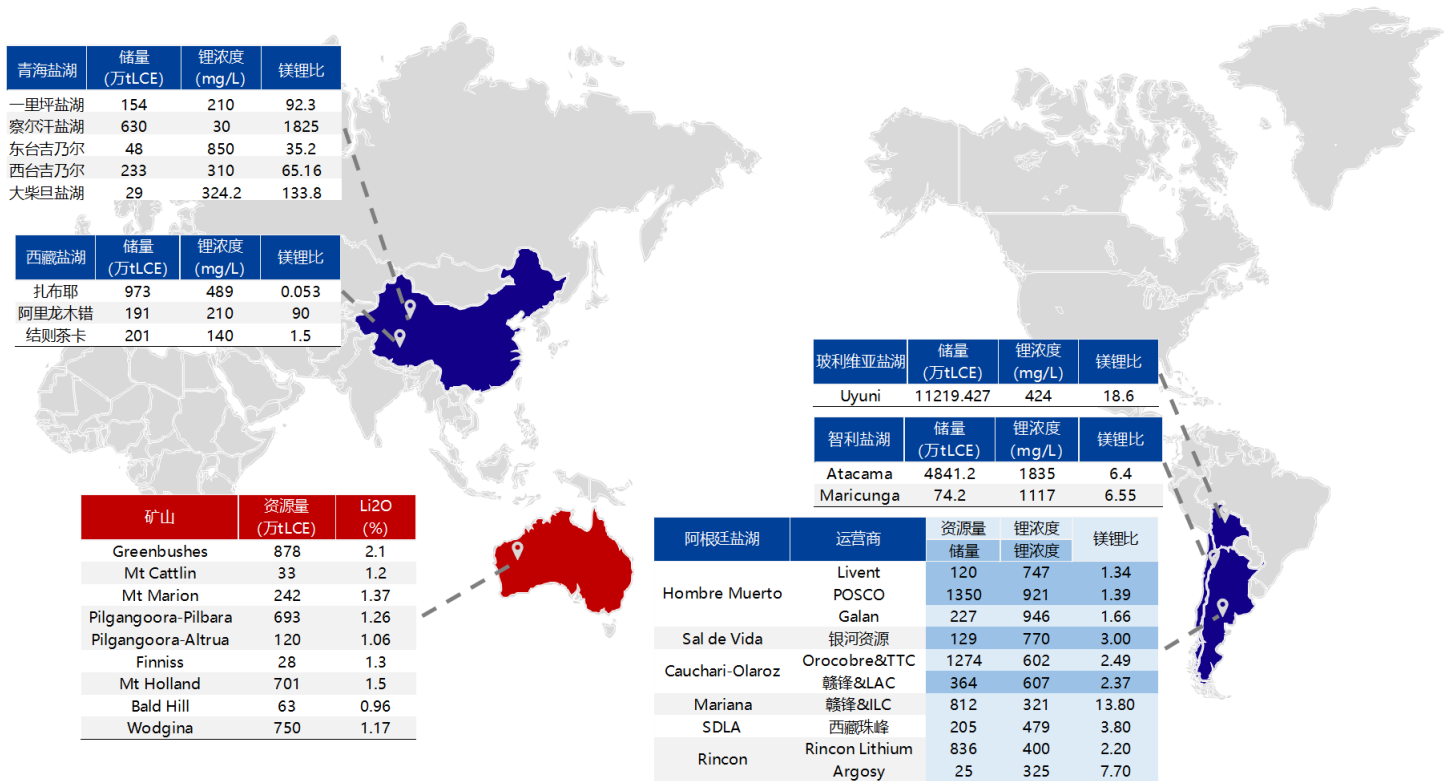 青海盐湖 储量 (万tLCE) 锂浓度 (mg/L) 镁锂比
一里坪盐湖 154 210 92.3
察尔汗盐湖 630 30 1825
东台吉乃尔 48 850 35.2
西台吉乃尔 233 310 65.16
大柴旦盐湖 29 324.2 133.8
西藏盐湖 储量 (万tLCE) 锂浓度 (mg/L) 镁锂比
扎布耶 973 489 0.053
阿里龙木错 191 210 90
结则茶卡 201 140 1.5
矿山 资源量 (万tLCE) Li2O (%)
Greenbushes 878 2.1
Mt Cattlin 33 1.2
Mt Marion 242 1.37
Pilgangoora-Pilbara 693 1.26
Pilgangoora-Altrua 120 1.06
Finniss 28 1.3
Mt Holland 701 1.5
Bald Hill 63 0.96
Wodgina 750 1.17
玻利维亚盐湖 储量 (万tLCE) 锂浓度 (mg/L) 镁锂比
Uyuni 11219.427 424 18.6
智利盐湖 储量 (万tLCE) 锂浓度 (mg/L) 镁锂比
Atacama 4841.2 1835 6.4
Maricunga 74.2 1117 6.55
阿根廷盐湖 运营商 资源量 锂浓度 镁锂比
储量 锂浓度
Hombre Muerto Livent 120 747 1.34
POSCO 1350 921 1.39
Galan 227 946 1.66
Sal de Vida 银河资源 129 770 3.00
Cauchari-Olaroz Orocobre&TTC 1274 602 2.49
赣锋&LAC 364 607 2.37
Mariana 赣锋&ILC 812 321 13.80
SDLA 西藏珠峰 205 479 3.80
Rincon Rincon Lithium 836 400 2.20
Argosy 25 325 7.70